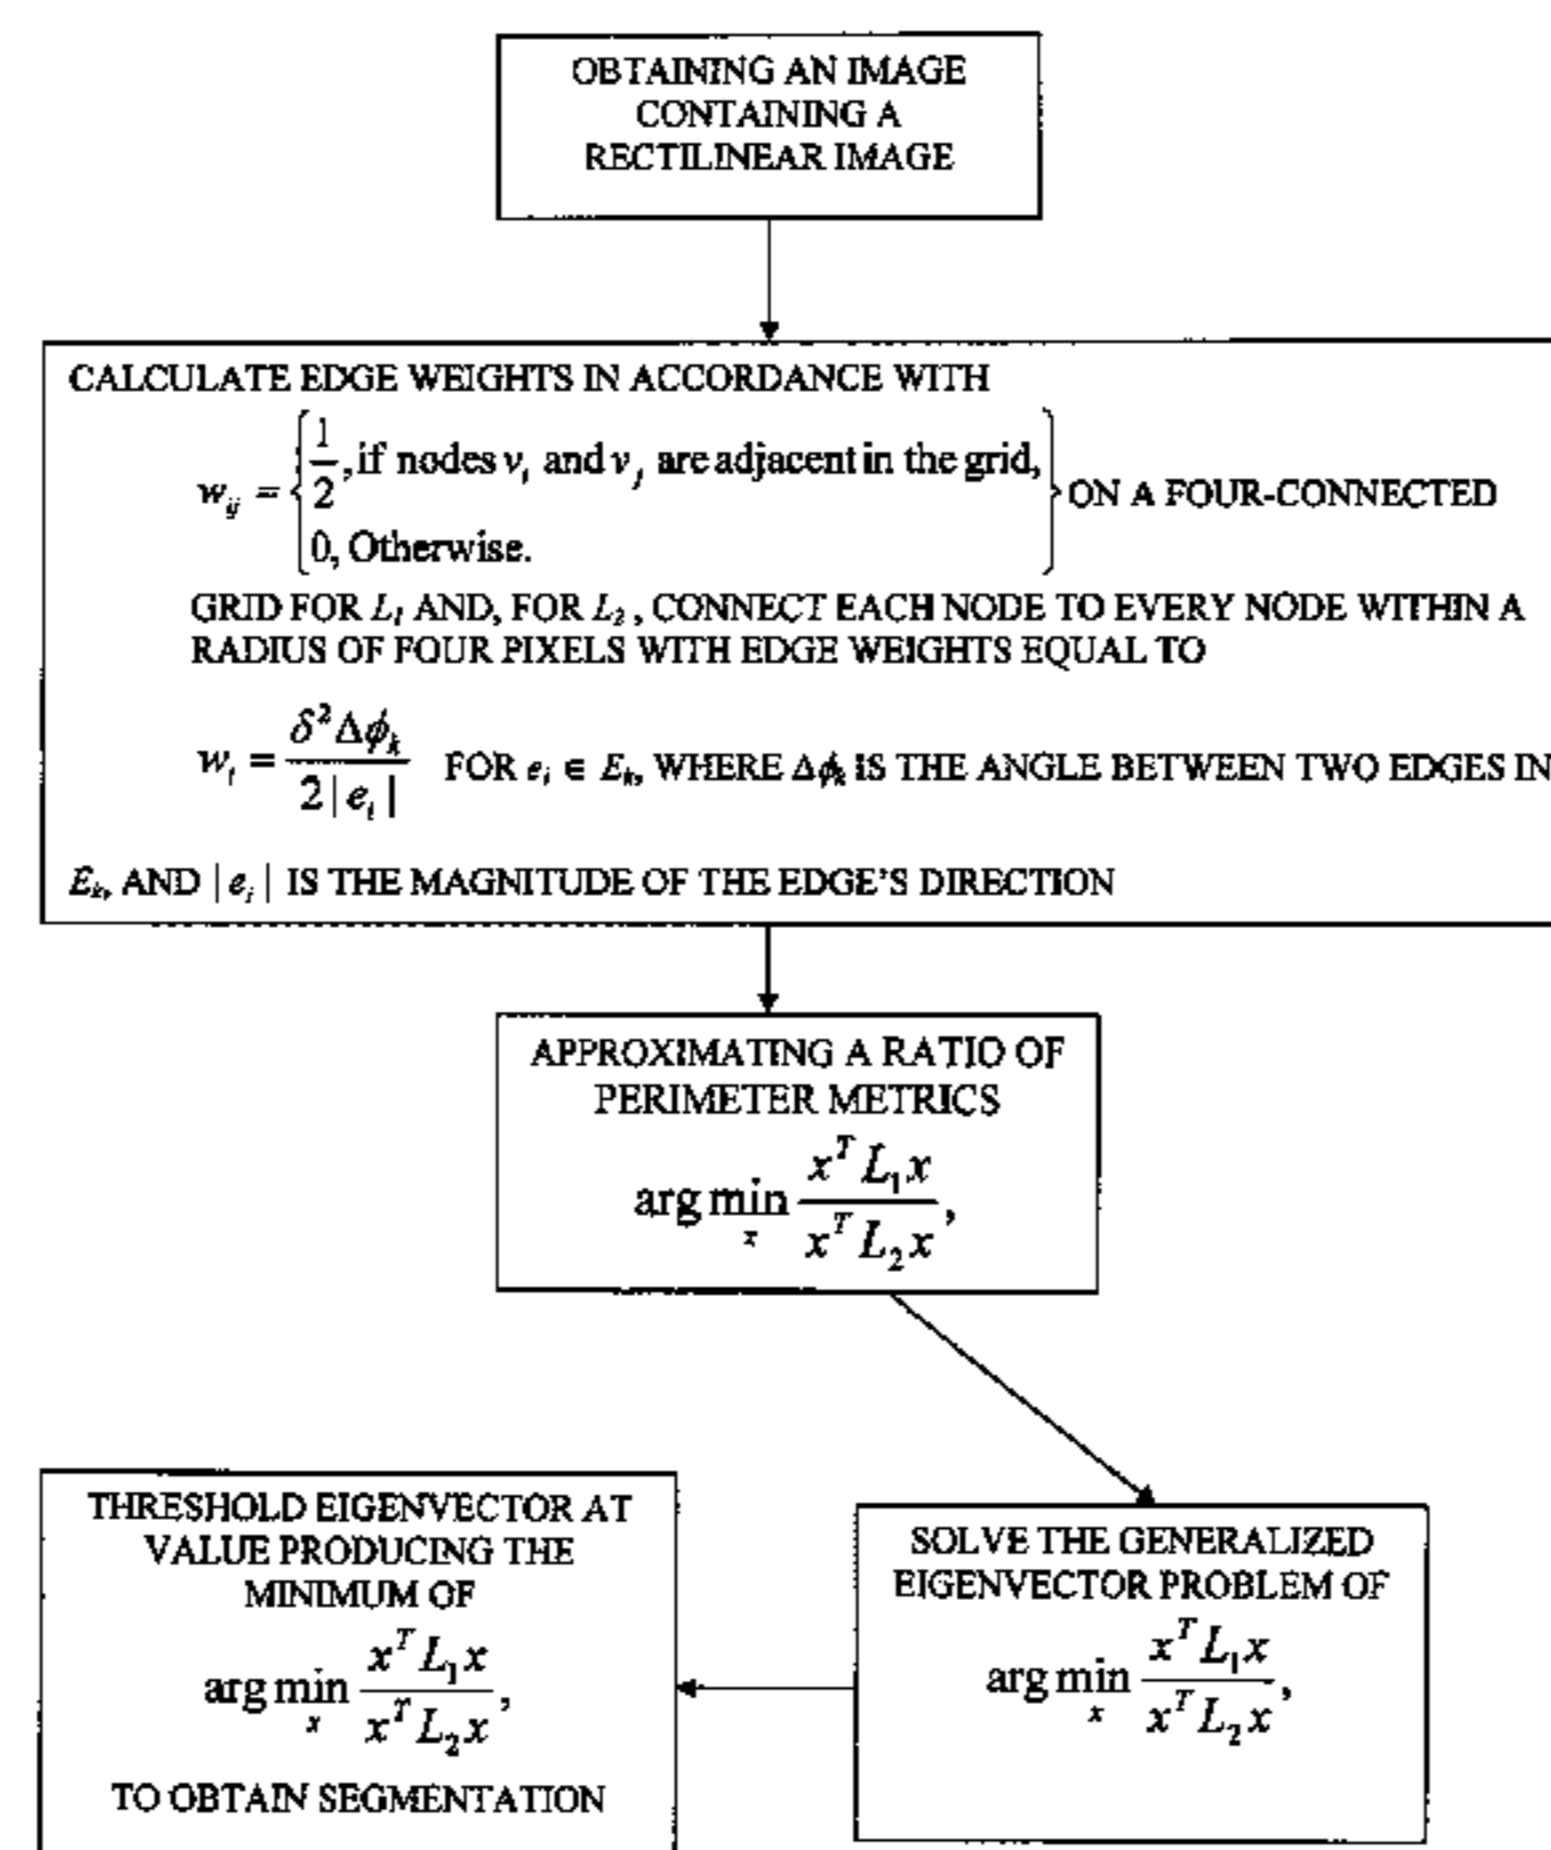 OBTAINING AN IMAGE
CONTAINING A
RECTILINEAR IMAGE
CALCULATE EDGE WEIGHTS IN ACCORDANCE WITH
w_ij = { 1/2, if nodes v_i and v_j are adjacent in the grid,
0, Otherwise. } ON A FOUR-CONNECTED
GRID FOR L_1 AND, FOR L_2, CONNECT EACH NODE TO EVERY NODE WITHIN A
RADIUS OF FOUR PIXELS WITH EDGE WEIGHTS EQUAL TO
w_i = δ² Δϕ_k / 2|e_i| FOR e_i ∈ E_k, WHERE Δϕ_k IS THE ANGLE BETWEEN TWO EDGES IN
E_k, AND |e_i| IS THE MAGNITUDE OF THE EDGE'S DIRECTION
APPROXIMATING A RATIO OF
PERIMETER METRICS
arg min_x x^T L_1 x / x^T L_2 x,
SOLVE THE GENERALIZED
EIGENVECTOR PROBLEM OF
arg min_x x^T L_1 x / x^T L_2 x,
THRESHOLD EIGENVECTOR AT
VALUE PRODUCING THE
MINIMUM OF
arg min_x x^T L_1 x / x^T L_2 x,
TO OBTAIN SEGMENTATION